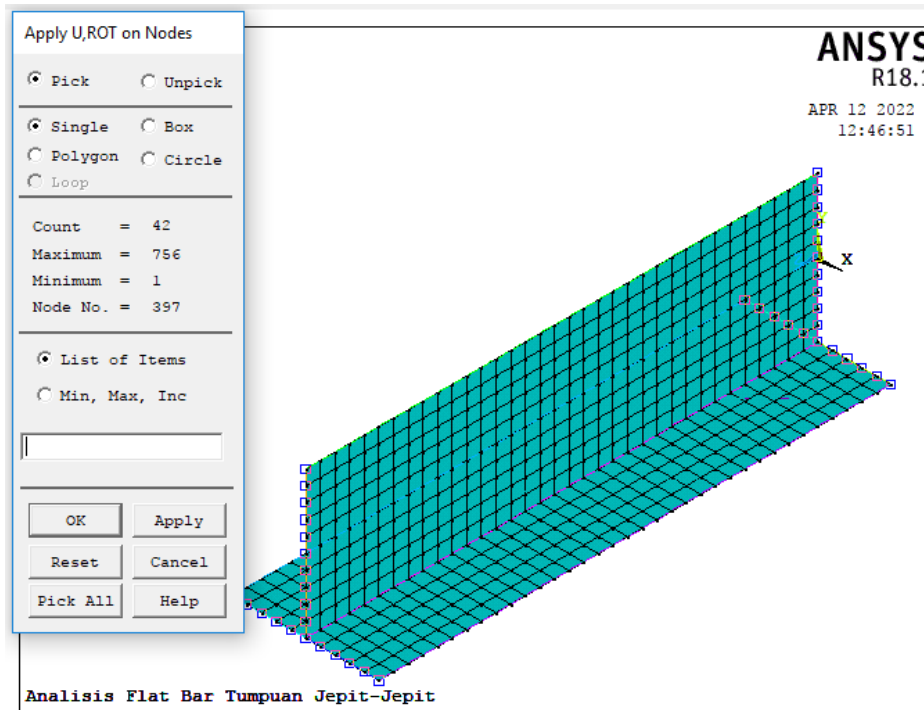 Apply U,ROT on Nodes
Pick Unpick
Single Box
Polygon Circle
Loop
Count = 42
Maximum = 756
Minimum = 1
Node No. = 397
List of Items
Min, Max, Inc
OK Apply
Reset Cancel
Pick All Help
ANSYS
R18.1
APR 12 2022
12:46:51
Y
X
Analisis Flat Bar Tumpuan Jepit-Jepit